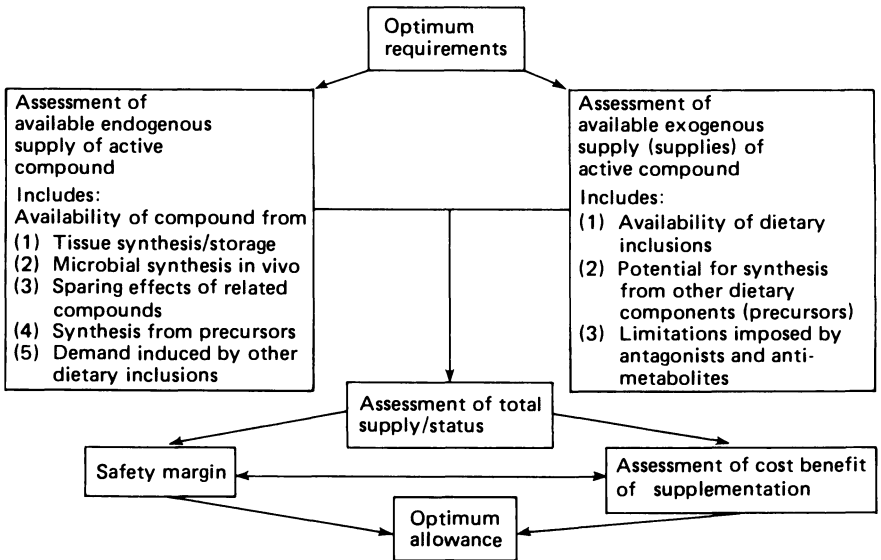 Optimum
requirements
Assessment of
available endogenous
supply of active
compound
Includes:
Availability of compound from
(1) Tissue synthesis/storage
(2) Microbial synthesis in vivo
(3) Sparing effects of related
compounds
(4) Synthesis from precursors
(5) Demand induced by other
dietary inclusions
Assessment of
available exogenous
supply (supplies) of
active compound
Includes:
(1) Availability of dietary
inclusions
(2) Potential for synthesis
from other dietary
components (precursors)
(3) Limitations imposed by
antagonists and anti-
metabolites
Assessment of total
supply/status
Safety margin
Assessment of cost benefit
of supplementation
Optimum
allowance